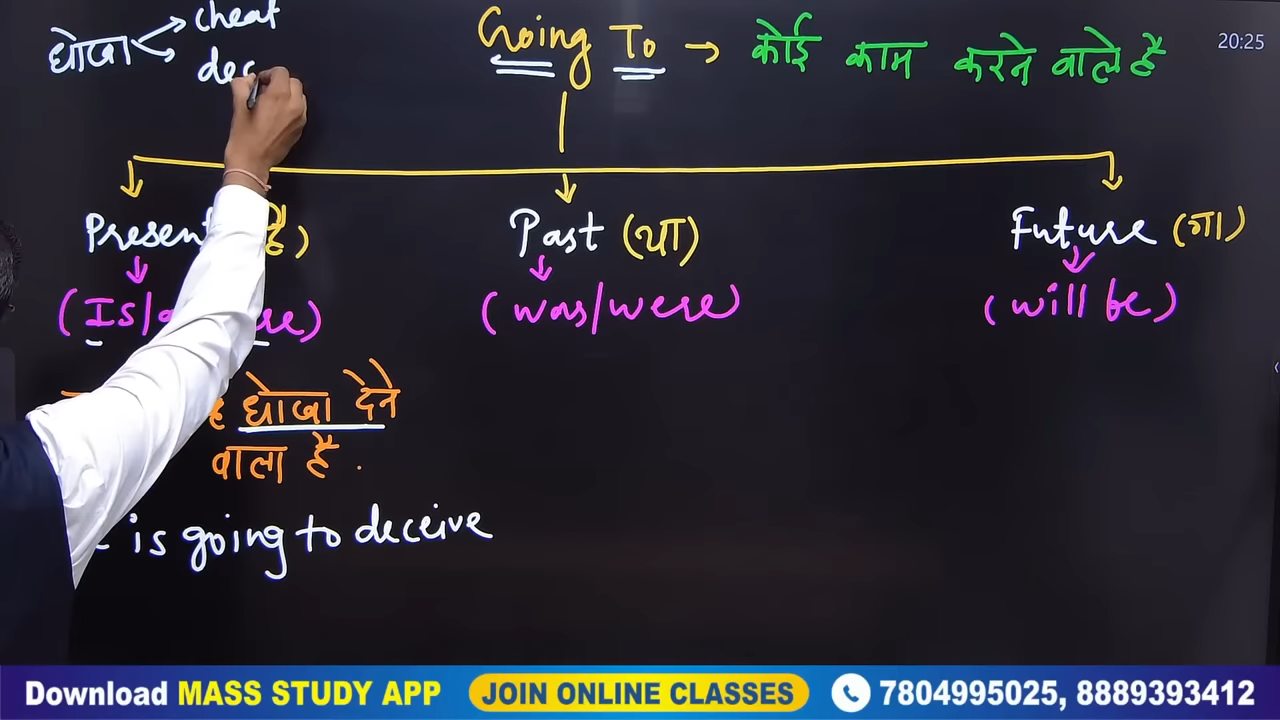 धोखा → cheat
Going To → कोई काम करने वाले है
20:25
Present है)
Past (था)
Future (गा)
(Is/
(was/were)
(will be)
धोखा देने
वाला है .
is going to deceive
Download MASS STUDY APP JOIN ONLINE CLASSES 7804995025, 8889393412